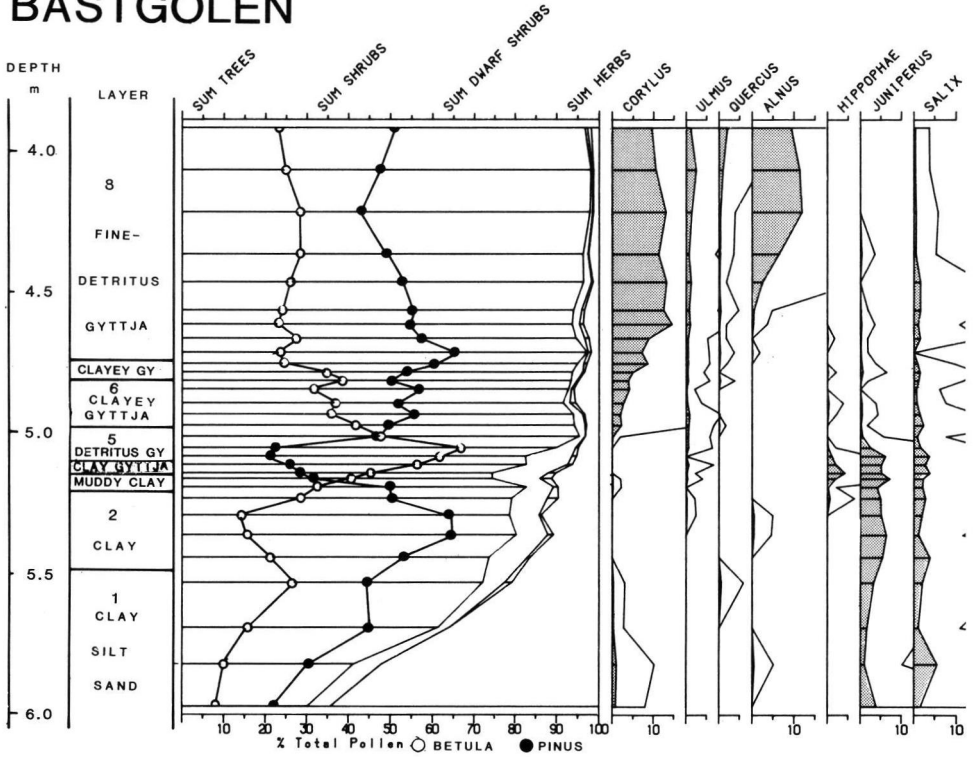 BASTGOLEN
DEPTH
m
LAYER
SUM TREES
SUM SHRUBS
SUM DWARF SHRUBS
SUM HERBS
CORYLUS
ULMUS
QUERCUS
ALNUS
HIPPOPHAE
JUNIPERUS
SALIX
4.0
4.5
5.0
5.5
6.0
8
FINE-
DETRITUS
GYTTJA
CLAYEY GY
6
CLAYEY
GYTTJA
5
DETRITUS GY
CLAY GYTTJA
MUDDY CLAY
2
CLAY
1
CLAY
SILT
SAND
10 20 30 40 50 60 70 80 90 100 10 10 10 10
% Total Pollen BETULA PINUS